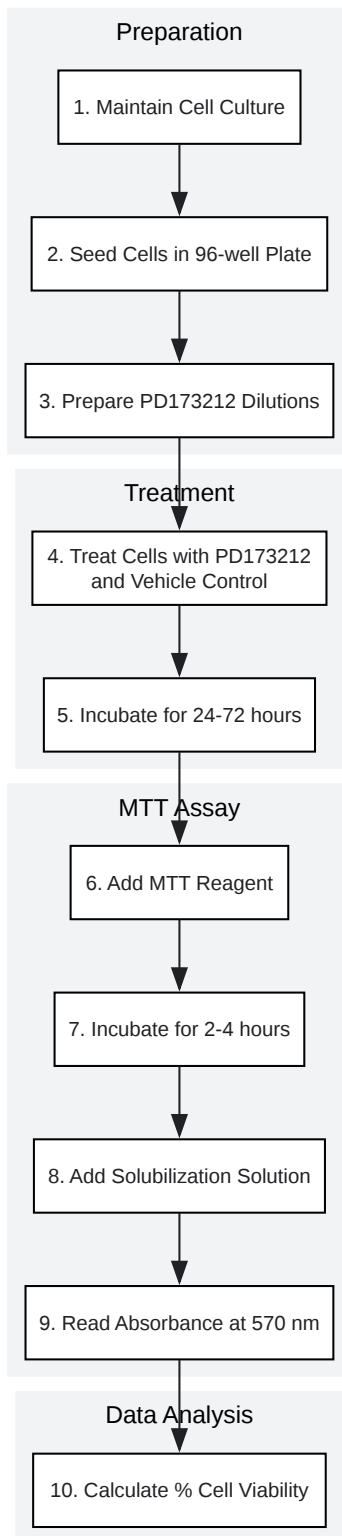 Preparation
1. Maintain Cell Culture
2. Seed Cells in 96-well Plate
3. Prepare PD173212 Dilutions
Treatment
4. Treat Cells with PD173212
and Vehicle Control
5. Incubate for 24-72 hours
MTT Assay
6. Add MTT Reagent
7. Incubate for 2-4 hours
8. Add Solubilization Solution
9. Read Absorbance at 570 nm
Data Analysis
10. Calculate % Cell Viability